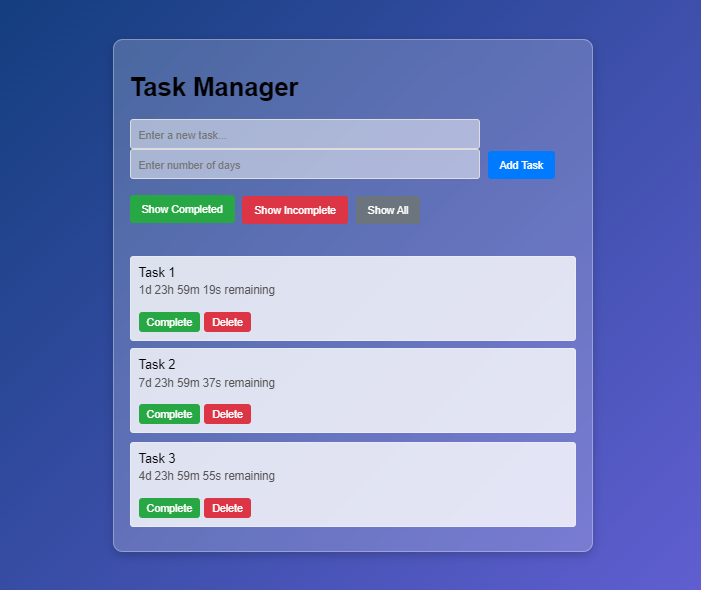 Task Manager
Enter a new task...
Enter number of days
Add Task
Show Completed Show Incomplete Show All
Task 1
1d 23h 59m 19s remaining
Complete Delete
Task 2
7d 23h 59m 37s remaining
Complete Delete
Task 3
4d 23h 59m 55s remaining
Complete Delete